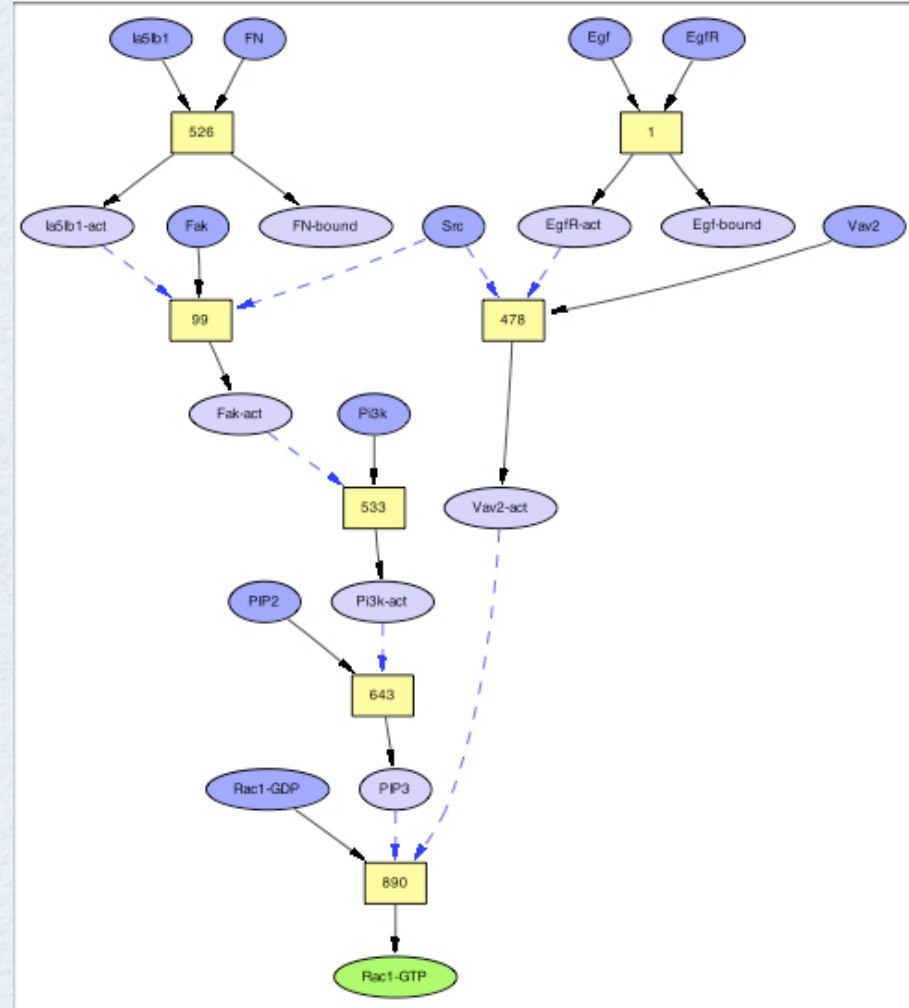 Ia5Ib1
FN
Egf
EgfR
526
1
Ia5Ib1-act
Fak
FN-bound
Src
EgfR-act
Egf-bound
Vav2
99
478
Fak-act
Pi3k
533
Vav2-act
PIP2
Pi3k-act
643
Rac1-GDP
PIP3
890
Rac1-GTP